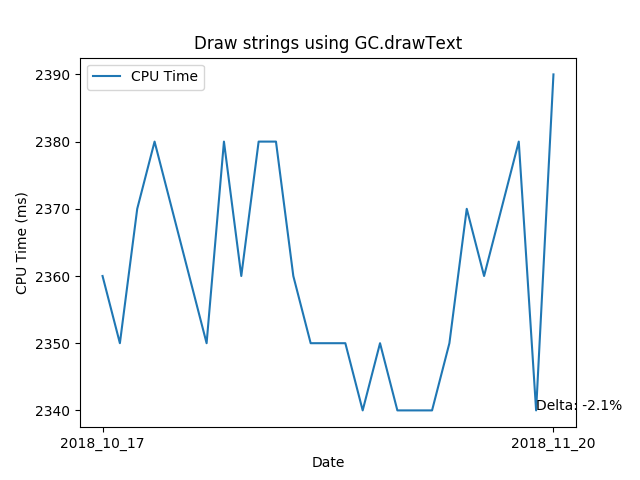 Draw strings using GC.drawText
CPU Time
2390
2380
2370
2360
2350
2340
CPU Time (ms)
Delta: -2.1%
2018_10_17
2018_11_20
Date